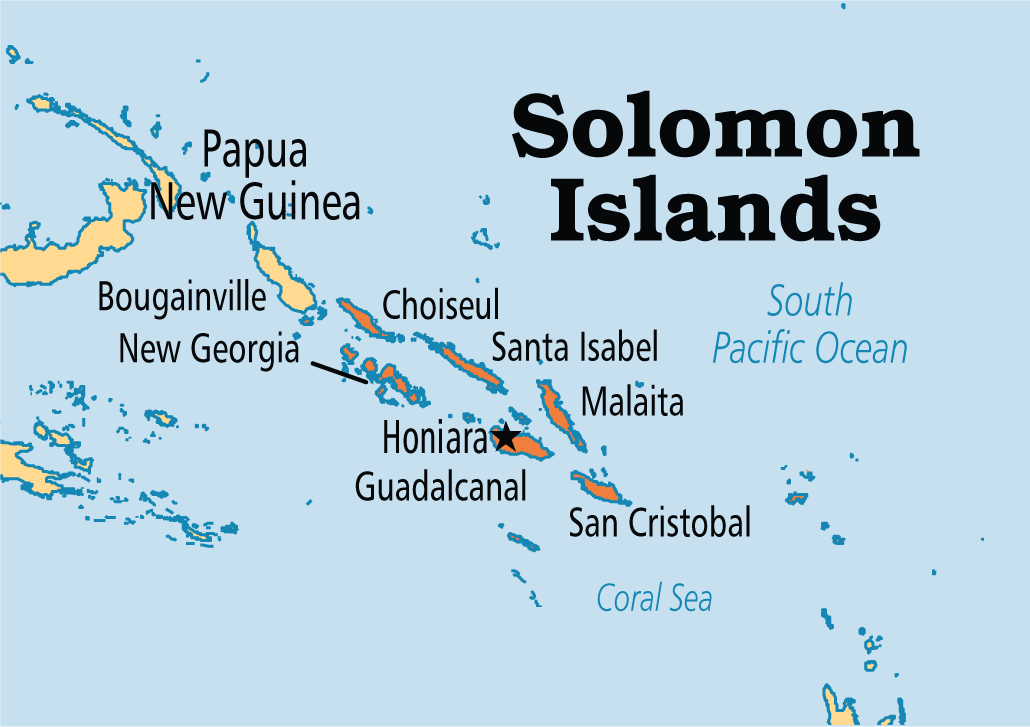 Solomon
Islands
Papua
New Guinea
Bougainville
Choiseul
New Georgia
Santa Isabel
South
Pacific Ocean
Malaita
Honiara
Guadalcanal
San Cristobal
Coral Sea